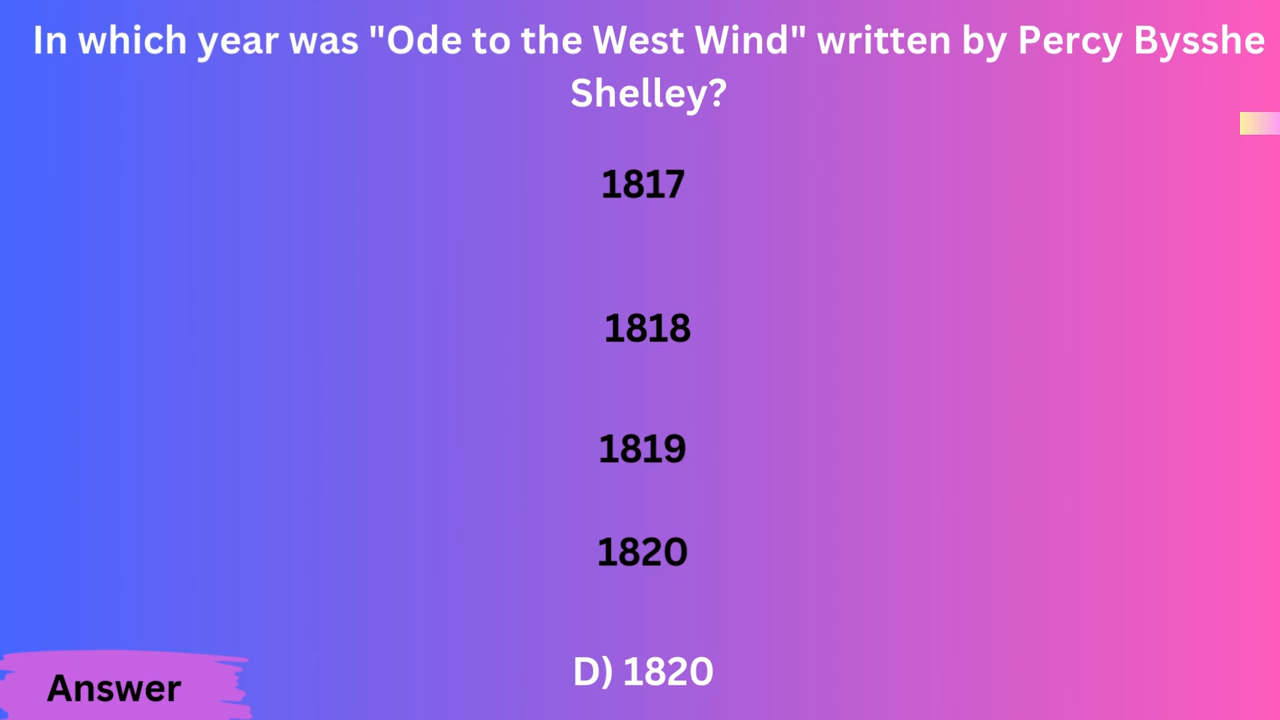 In which year was "Ode to the West Wind" written by Percy Bysshe
Shelley?
1817
1818
1819
1820
D) 1820
Answer